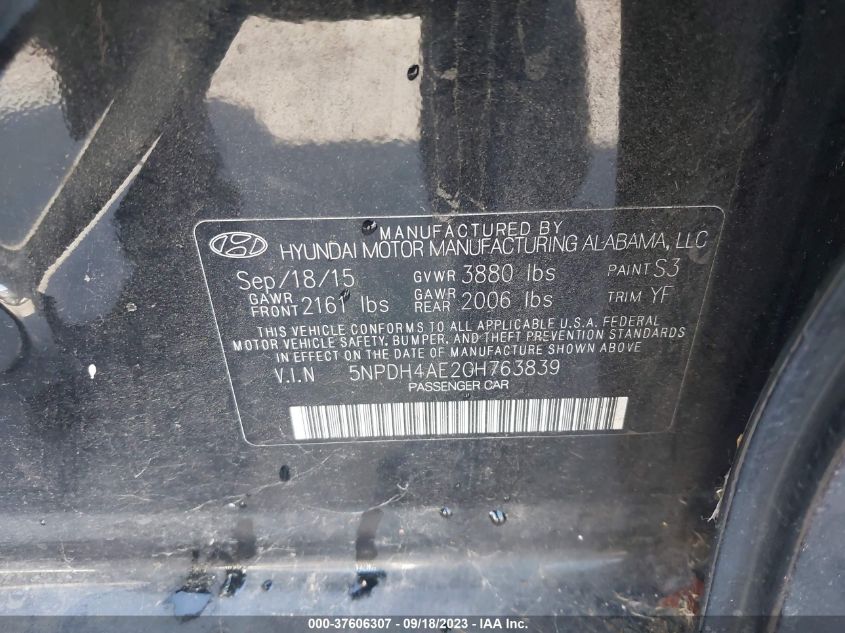 MANUFACTURED BY
HYUNDAI MOTOR MANUFACTURING ALABAMA, LLC
Sep/18/15 GVWR 3880 lbs PAINT S3
GAWR FRONT 2161 lbs GAWR REAR 2006 lbs TRIM YF
THIS VEHICLE CONFORMS TO ALL APPLICABLE U.S.A. FEDERAL
MOTOR VEHICLE SAFETY, BUMPER, AND THEFT PREVENTION STANDARDS
IN EFFECT ON THE DATE OF MANUFACTURE SHOWN ABOVE
V.I.N 5NPDH4AE2GH763839
PASSENGER CAR
000-37606307 - 09/18/2023 - © IAA, Inc.